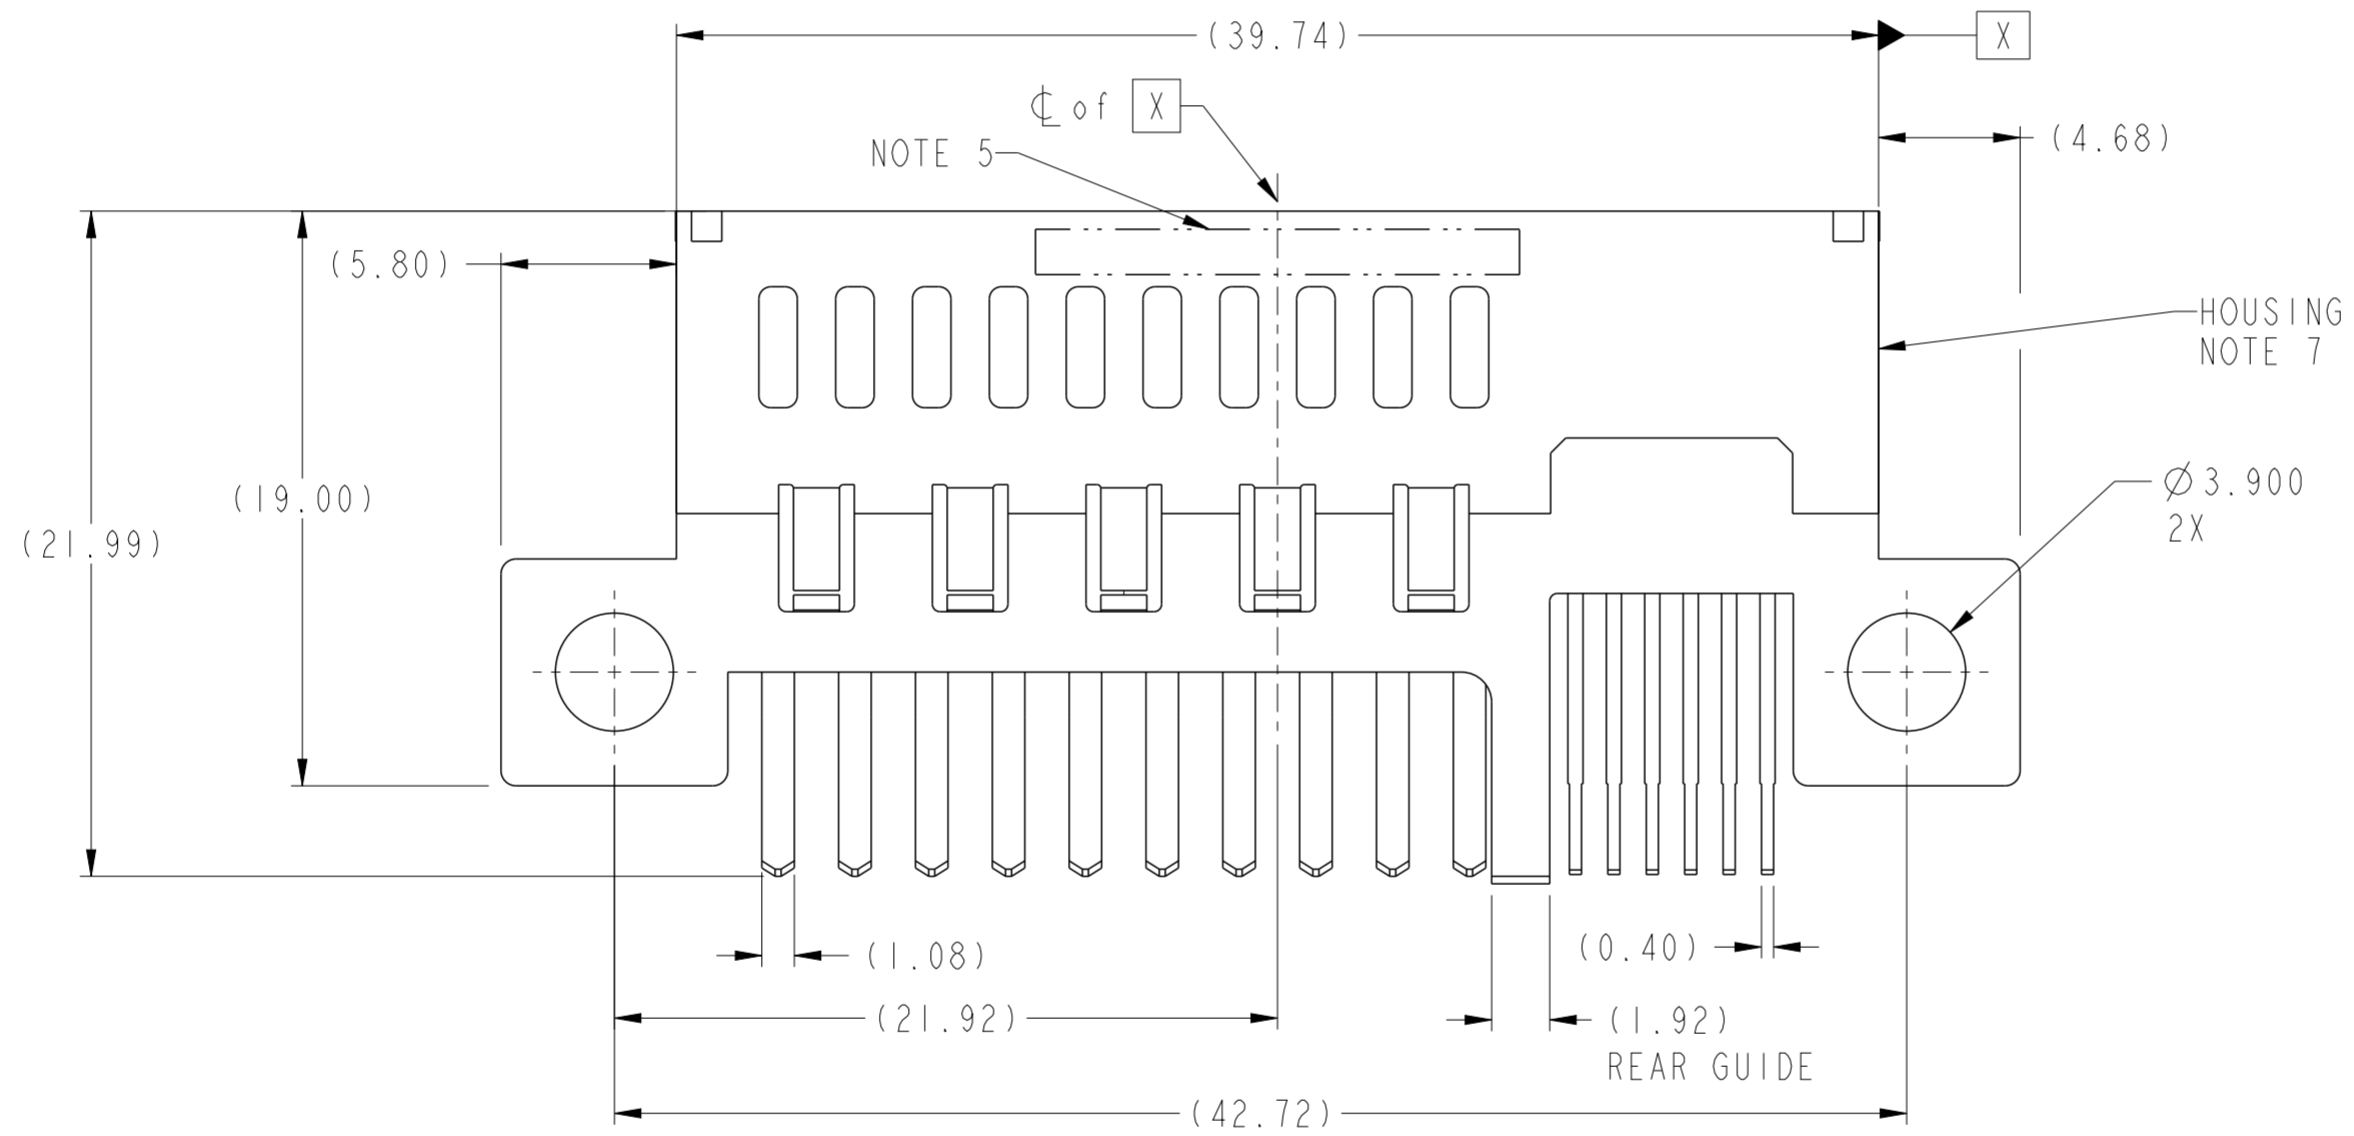 (39.74)
X
℄ of X
NOTE 5
(4.68)
(5.80)
HOUSING
NOTE 7
(19.00)
(21.99)
Ø3.900
2X
(1.08)
(0.40)
(21.92)
(1.92)
REAR GUIDE
(42.72)